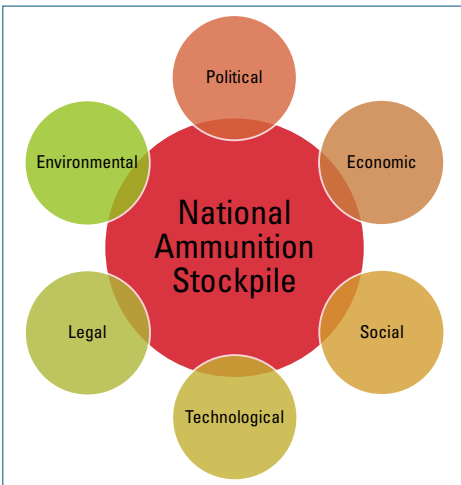 Political
Environmental
Economic
National
Ammunition
Stockpile
Legal
Social
Technological